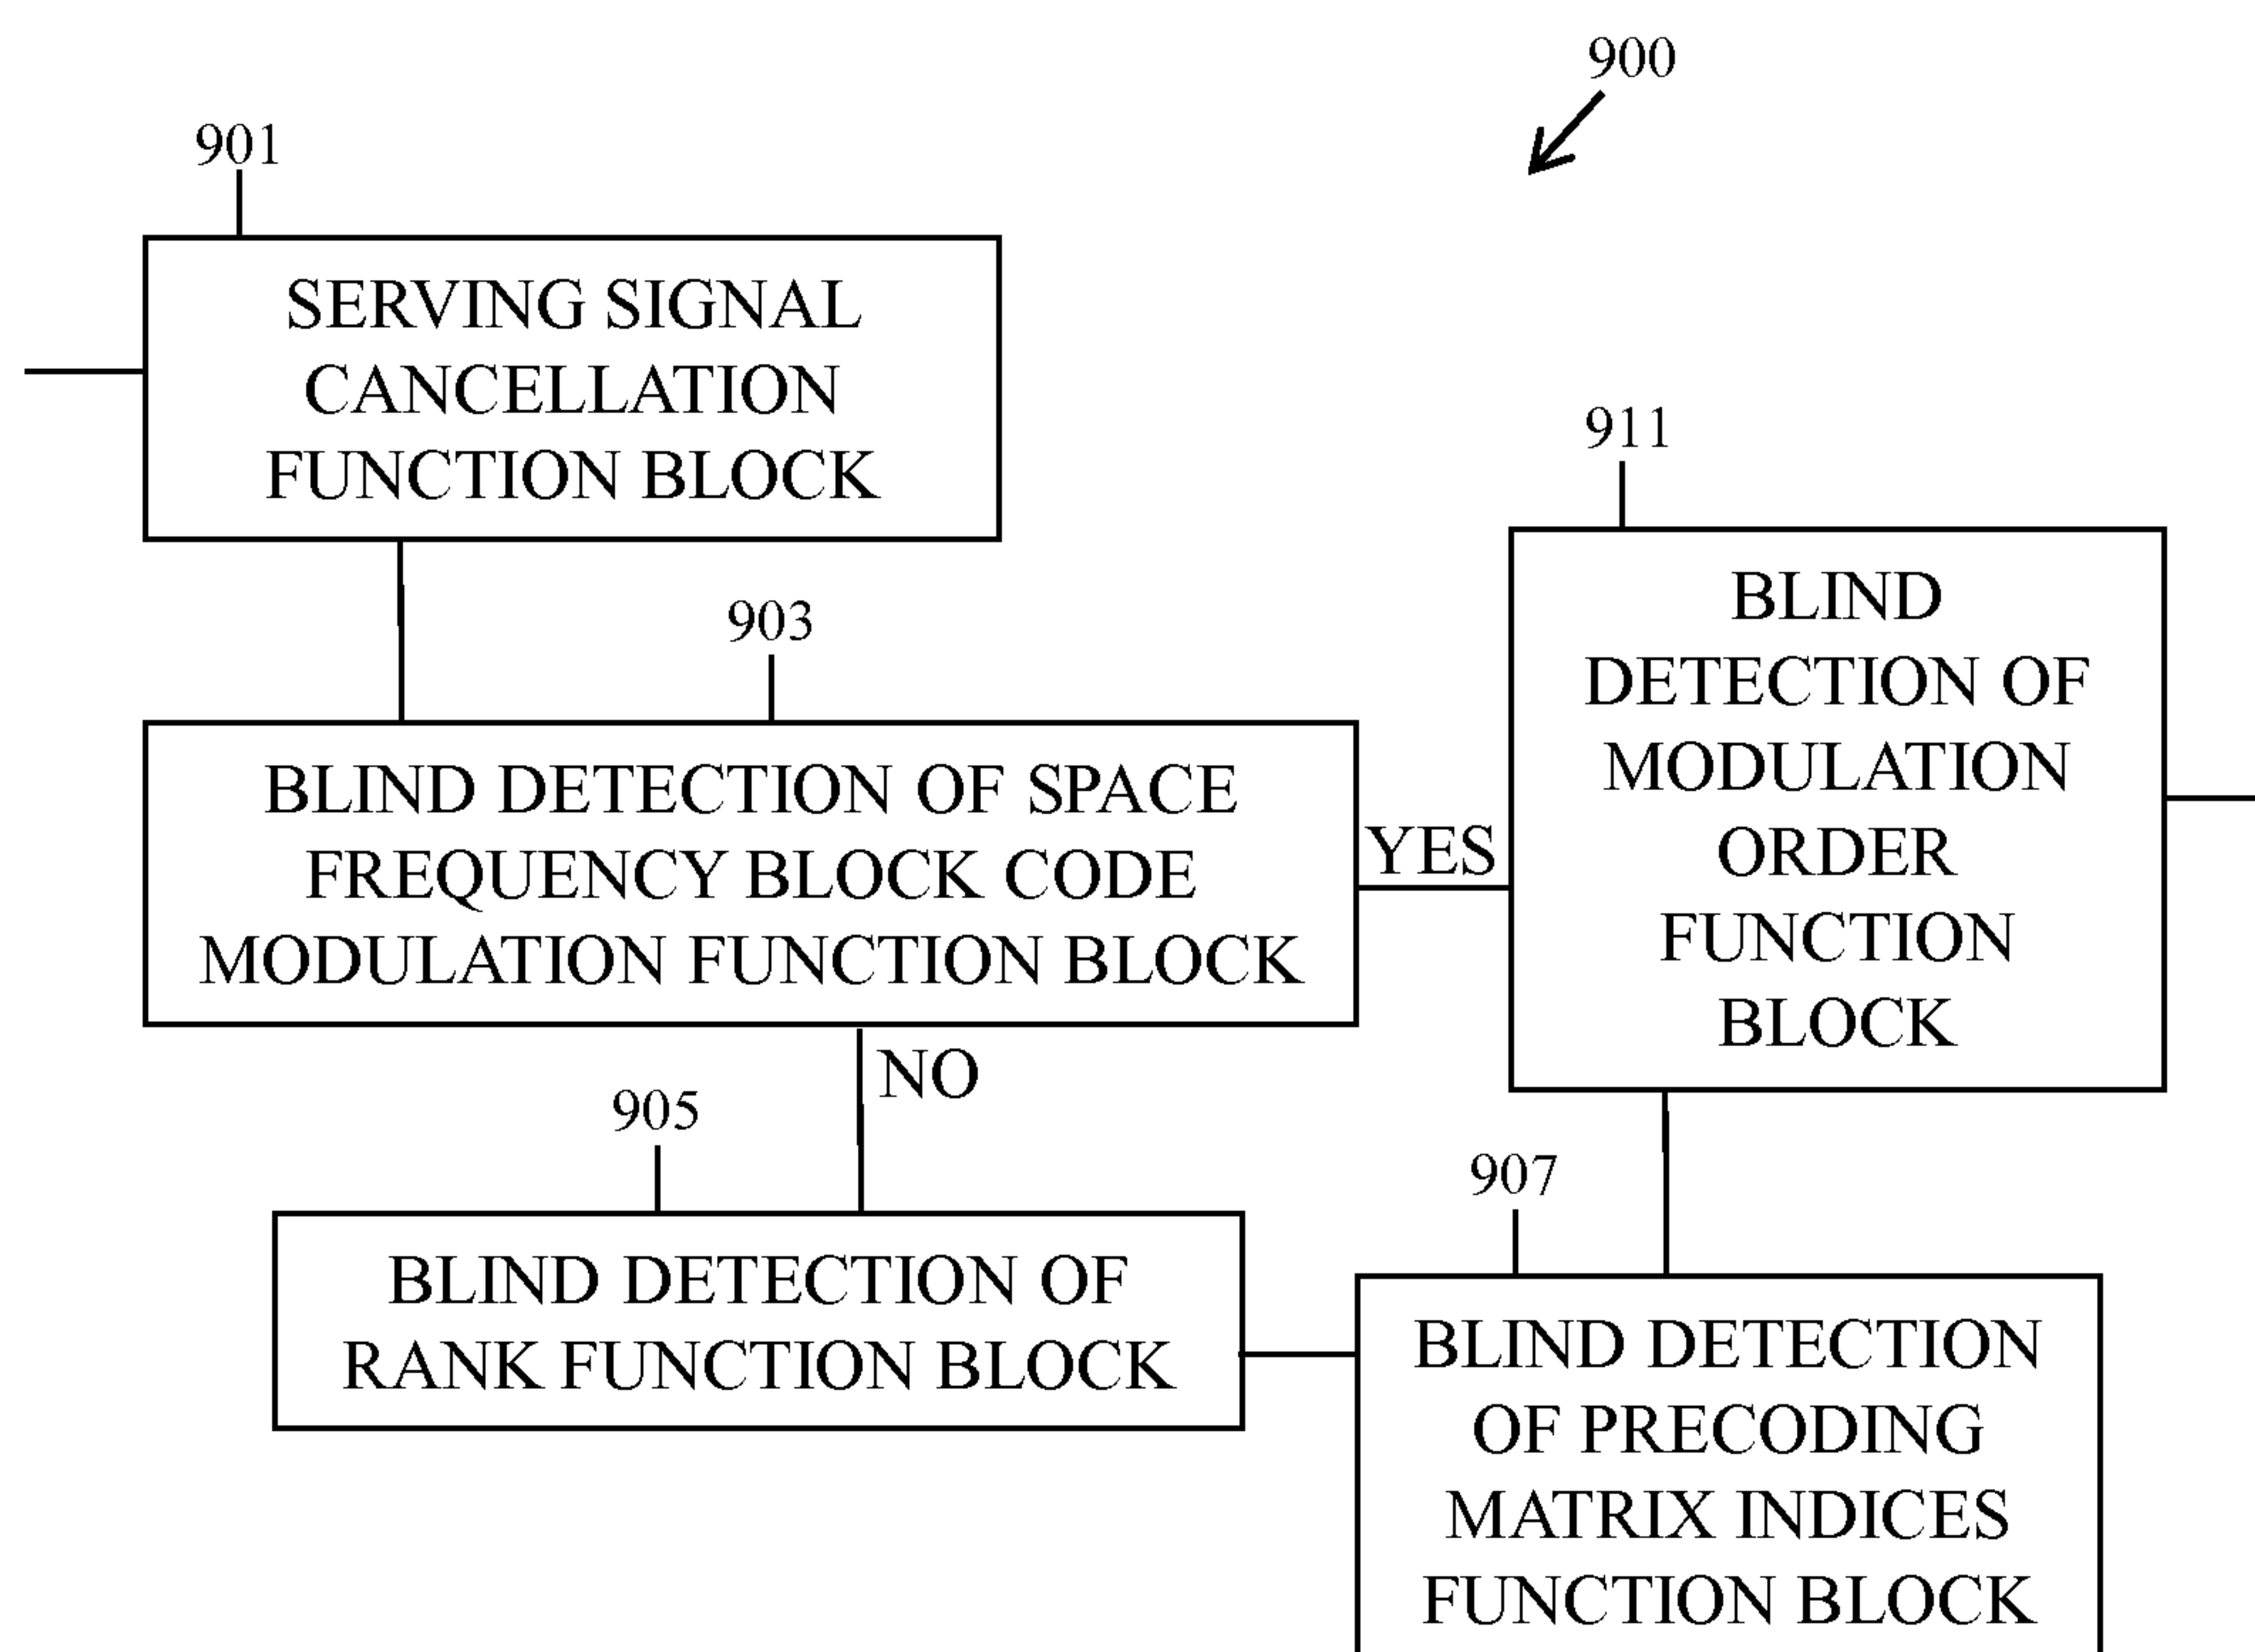 900
901
SERVING SIGNAL
CANCELLATION
FUNCTION BLOCK
911
BLIND
DETECTION OF
MODULATION
ORDER
FUNCTION
BLOCK
903
BLIND DETECTION OF SPACE
FREQUENCY BLOCK CODE
MODULATION FUNCTION BLOCK
YES
NO
905
BLIND DETECTION OF
RANK FUNCTION BLOCK
907
BLIND DETECTION
OF PRECODING
MATRIX INDICES
FUNCTION BLOCK